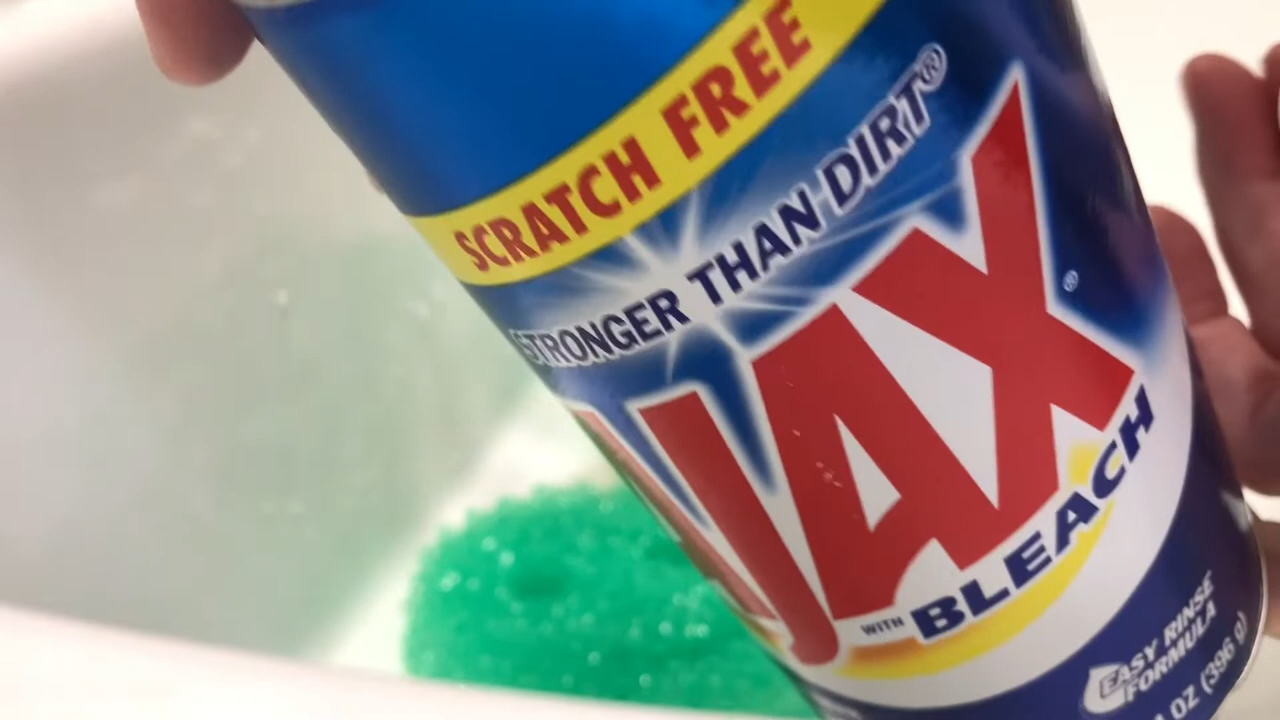 SCRATCH FREE
STRONGER THAN DIRT®
AJAX®
WITH BLEACH
EASY RINSE
FORMULA
OZ (396 g)